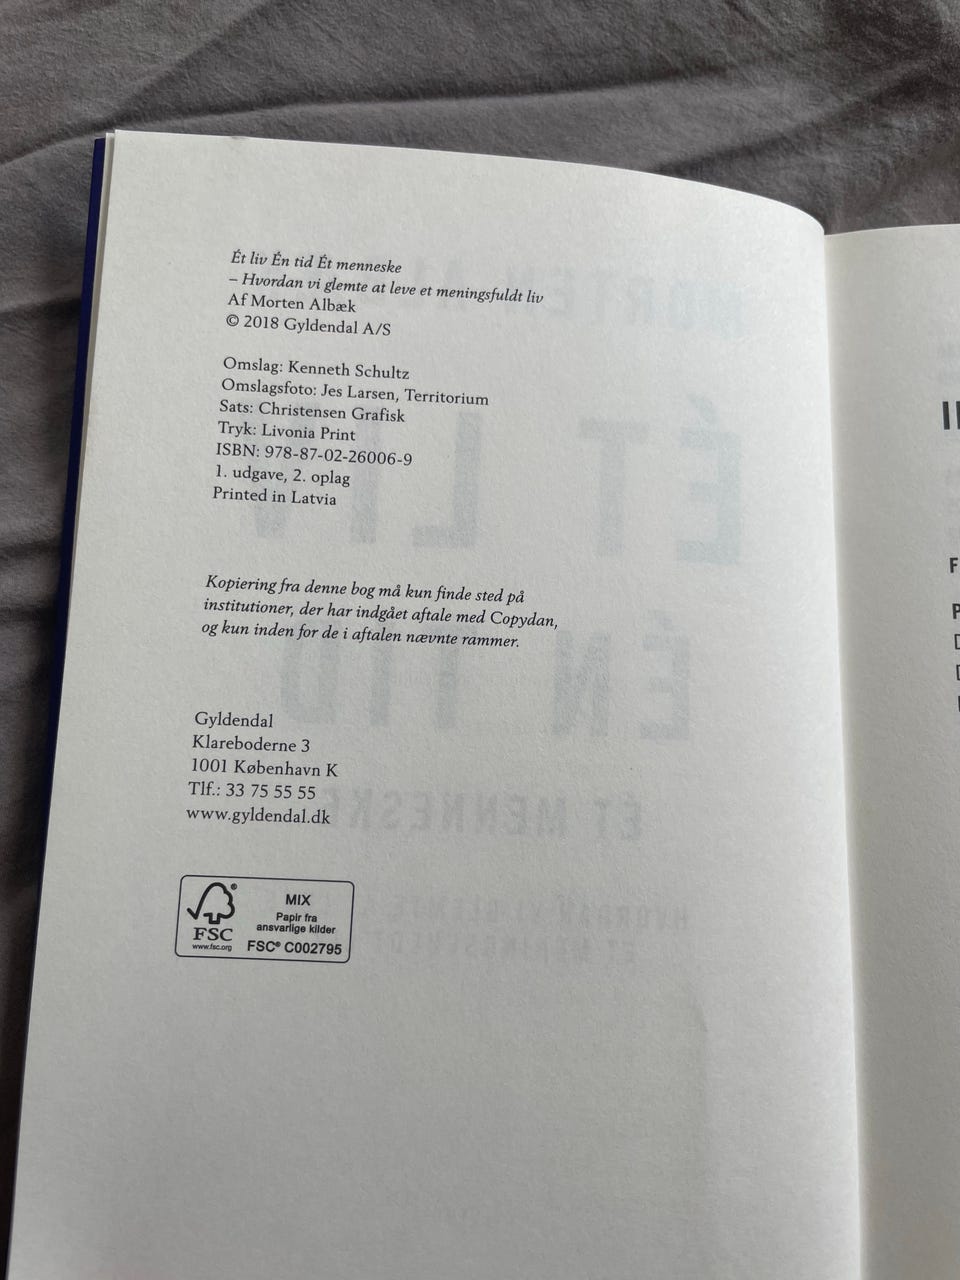 Ét liv Én tid Ét menneske
– Hvordan vi glemte at leve et meningsfuldt liv
Af Morten Albæk
© 2018 Gyldendal A/S
Omslag: Kenneth Schultz
Omslagsfoto: Jes Larsen, Territorium
Sats: Christensen Grafisk
Tryk: Livonia Print
ISBN: 978-87-02-26006-9
1. udgave, 2. oplag
Printed in Latvia
Kopiering fra denne bog må kun finde sted på
institutioner, der har indgået aftale med Copydan,
og kun inden for de i aftalen nævnte rammer.
Gyldendal
Klareboderne 3
1001 København K
Tlf.: 33 75 55 55
www.gyldendal.dk
FSC
www.fsc.org
MIX
Papir fra
ansvarlige kilder
FSC® C002795